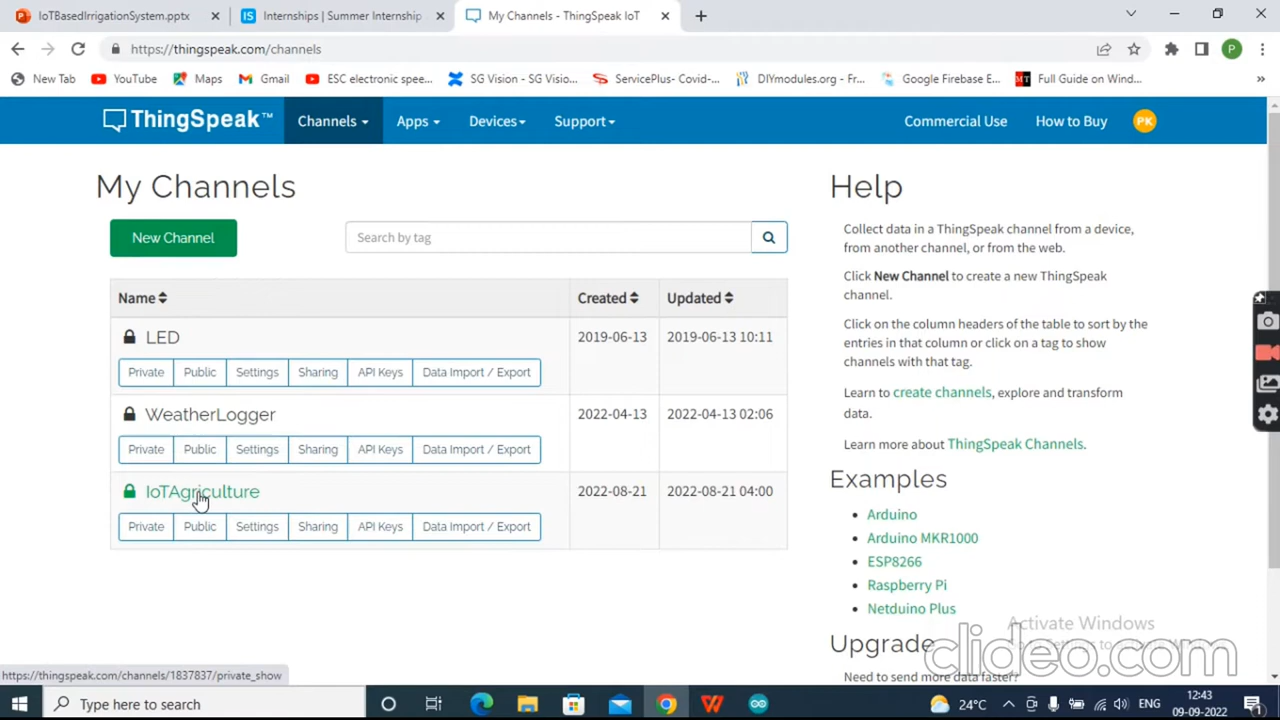 IoTBasedIrrigationSystem.pptx
Internships | Summer Internship
My Channels - ThingSpeak IoT
https://thingspeak.com/channels
P
New Tab
YouTube
Maps
Gmail
ESC electronic spee...
SG Vision - SG Visio...
ServicePlus- Covid-...
DIYmodules.org - Fr...
Google Firebase E...
MT
Full Guide on Wind...
»
ThingSpeak™
Channels
Apps
Devices
Support
Commercial Use
How to Buy
PK
My Channels
New Channel
Search by tag
Name
Created
Updated
LED
2019-06-13
2019-06-13 10:11
Private
Public
Settings
Sharing
API Keys
Data Import / Export
WeatherLogger
2022-04-13
2022-04-13 02:06
Private
Public
Settings
Sharing
API Keys
Data Import / Export
IoTAgriculture
2022-08-21
2022-08-21 04:00
Private
Public
Settings
Sharing
API Keys
Data Import / Export
Help
Collect data in a ThingSpeak channel from a device,
from another channel, or from the web.
Click New Channel to create a new ThingSpeak
channel.
Click on the column headers of the table to sort by the
entries in that column or click on a tag to show
channels with that tag.
Learn to create channels, explore and transform
data.
Learn more about ThingSpeak Channels.
Examples
Arduino
Arduino MKR1000
ESP8266
Raspberry Pi
Netduino Plus
Activate Windows
clideo.com
Upgrade
Need to send more data faster?
https://thingspeak.com/channels/1837837/private_show
Type here to search
24°C
ENG
12:43
09-09-2022
1